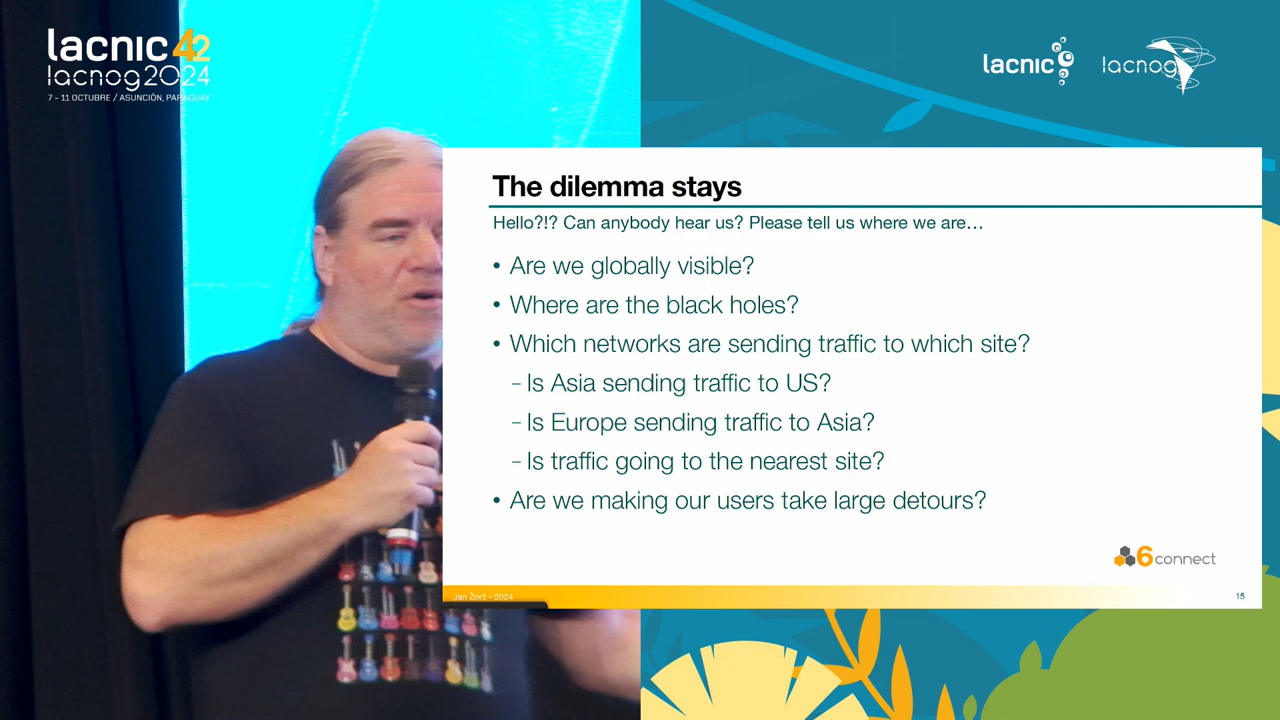 lacnic 42
lacnog2024
7 - 11 OCTUBRE / ASUNCIÓN, PARAGUAY
lacnic
lacnog
The dilemma stays
Hello?!? Can anybody hear us? Please tell us where we are…
• Are we globally visible?
• Where are the black holes?
• Which networks are sending traffic to which site?
- Is Asia sending traffic to US?
- Is Europe sending traffic to Asia?
- Is traffic going to the nearest site?
• Are we making our users take large detours?
6connect
Jan Žorž - 2024
15